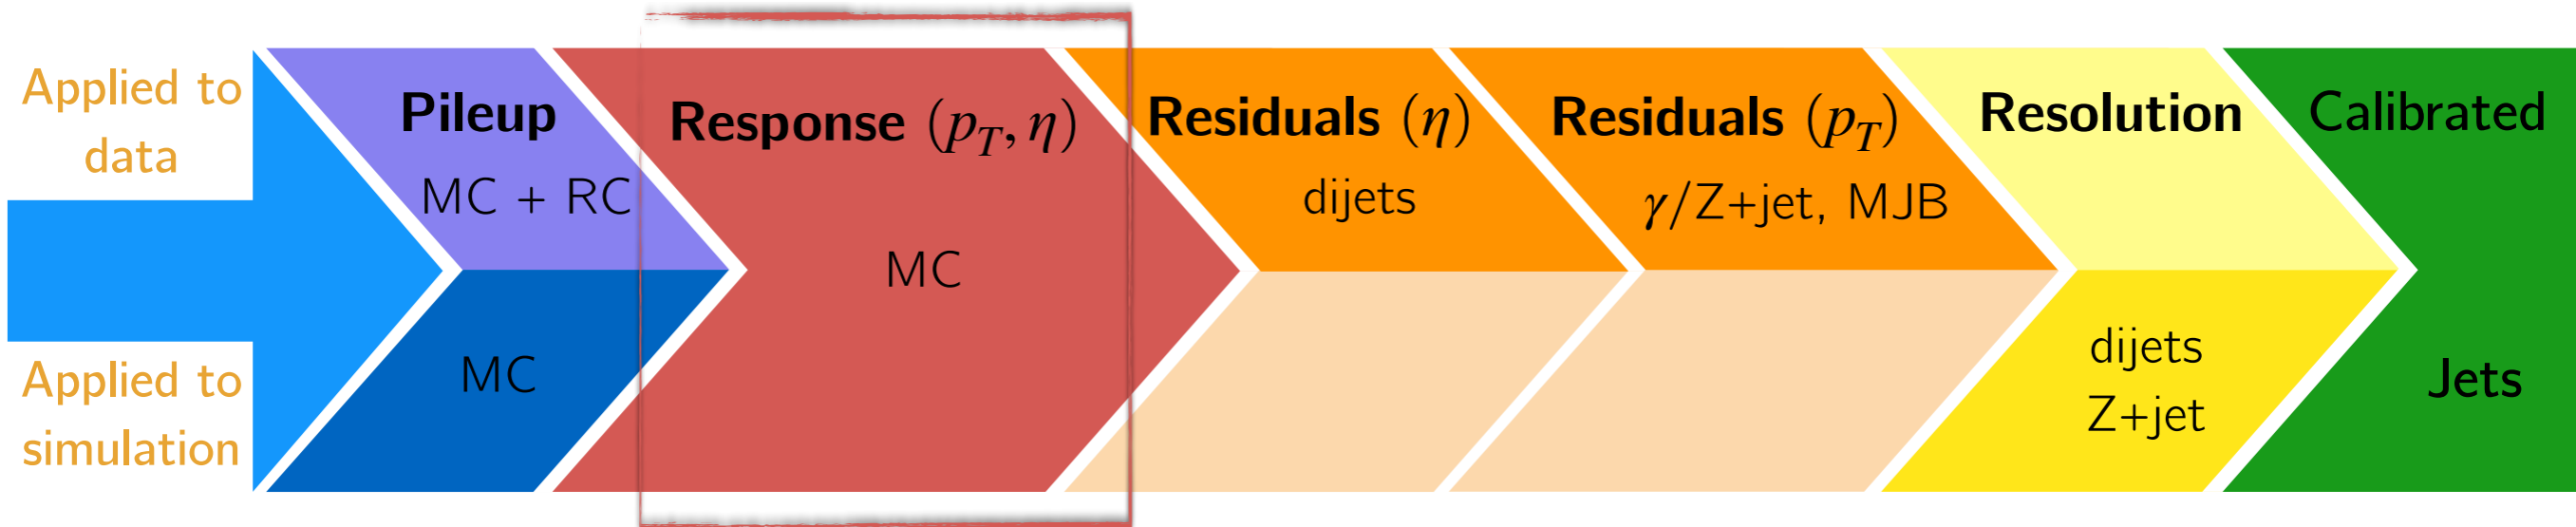 Applied to
data
Applied to
simulation
Pileup
MC + RC
MC
Response (p_T, η)
MC
Residuals (η)
dijets
Residuals (p_T)
γ/Z+jet, MJB
Resolution
dijets
Z+jet
Calibrated
Jets